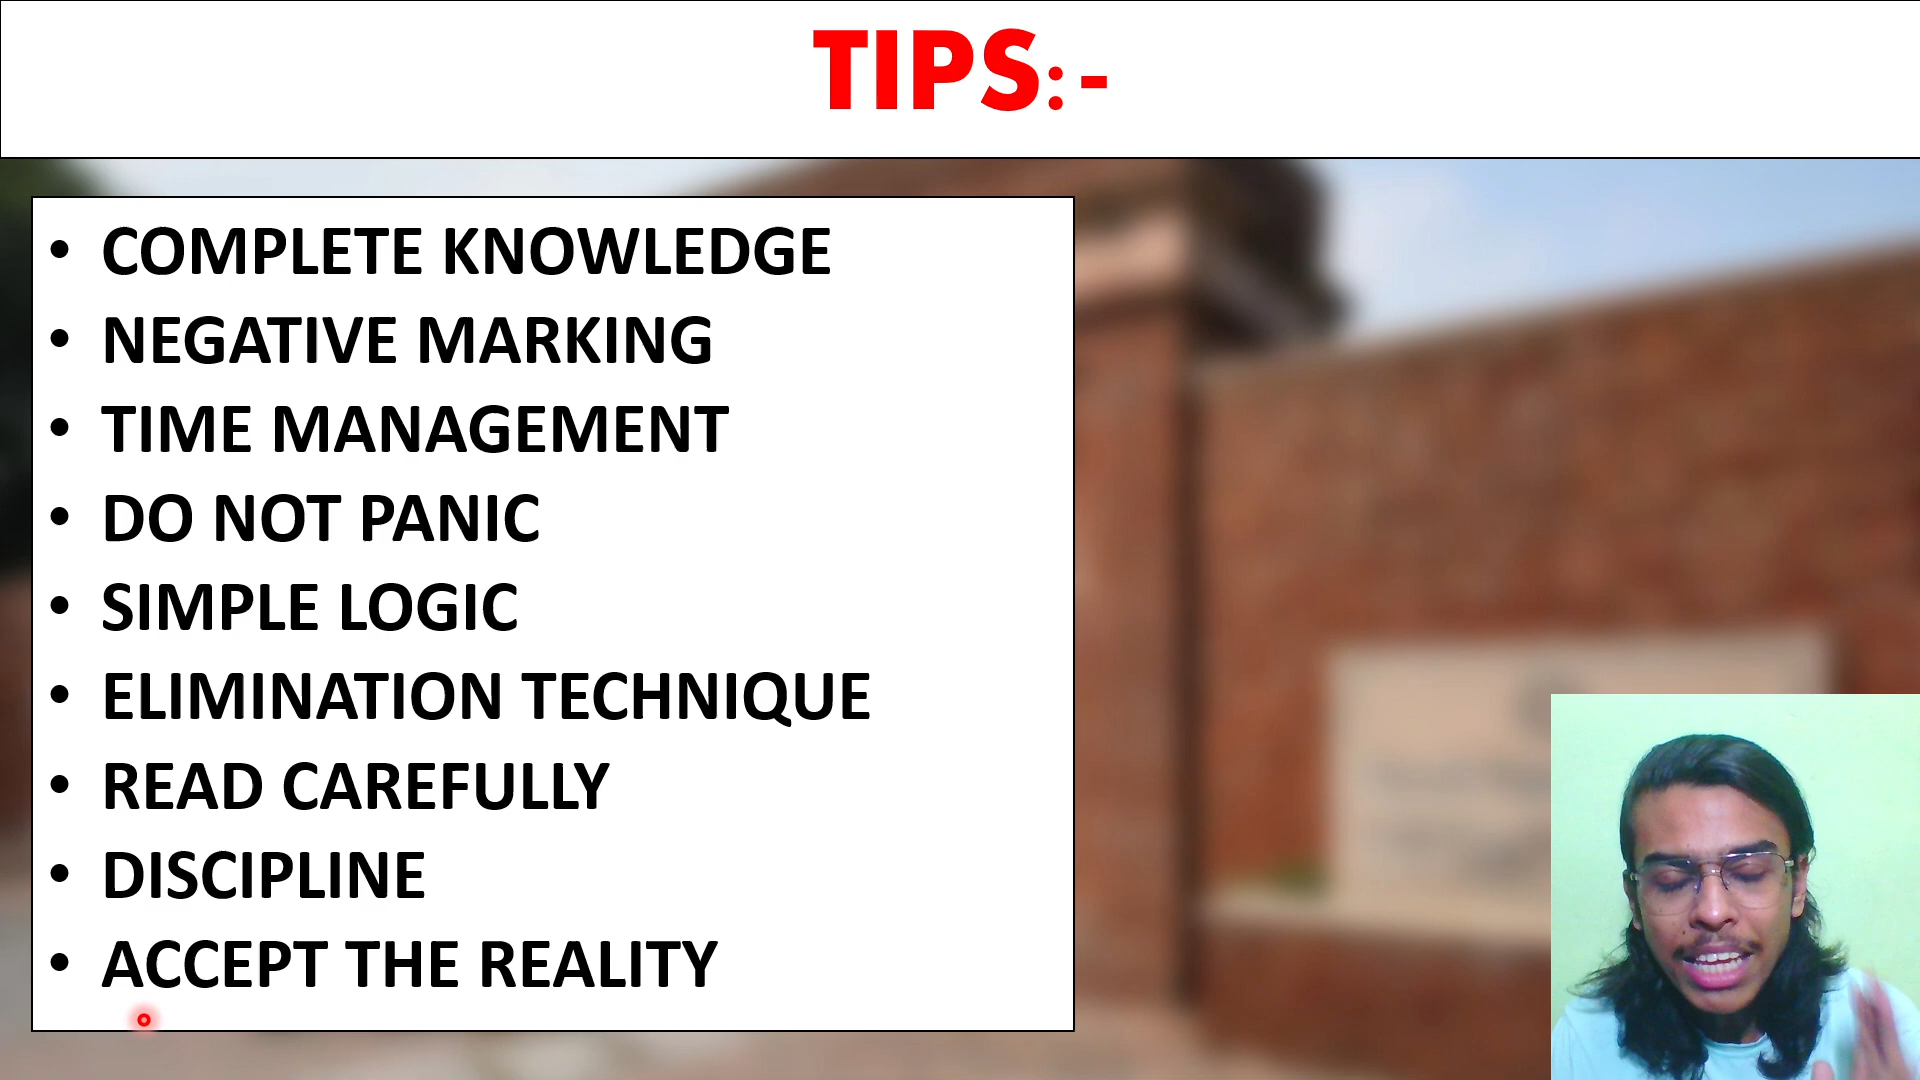 TIPS:-
• COMPLETE KNOWLEDGE
• NEGATIVE MARKING
• TIME MANAGEMENT
• DO NOT PANIC
• SIMPLE LOGIC
• ELIMINATION TECHNIQUE
• READ CAREFULLY
• DISCIPLINE
• ACCEPT THE REALITY